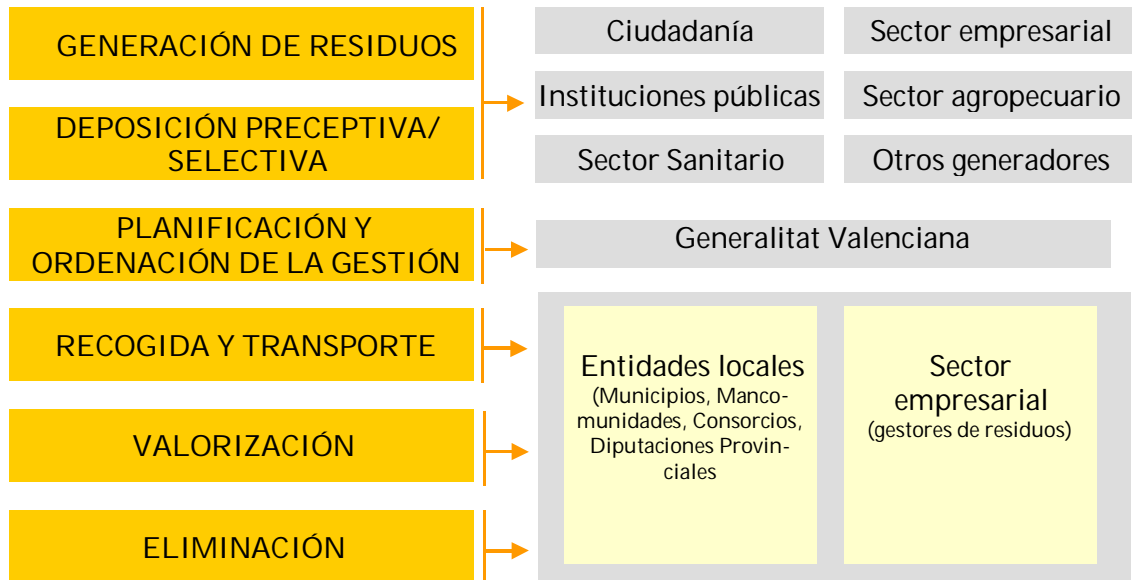 GENERACIÓN DE RESIDUOS
DEPOSICIÓN PRECEPTIVA/
SELECTIVA
Ciudadanía
Sector empresarial
Instituciones públicas
Sector agropecuario
Sector Sanitario
Otros generadores
PLANIFICACIÓN Y
ORDENACIÓN DE LA GESTIÓN
Generalitat Valenciana
RECOGIDA Y TRANSPORTE
VALORIZACIÓN
ELIMINACIÓN
Entidades locales
(Municipios, Manco-
munidades, Consorcios,
Diputaciones Provin-
ciales
Sector
empresarial
(gestores de residuos)